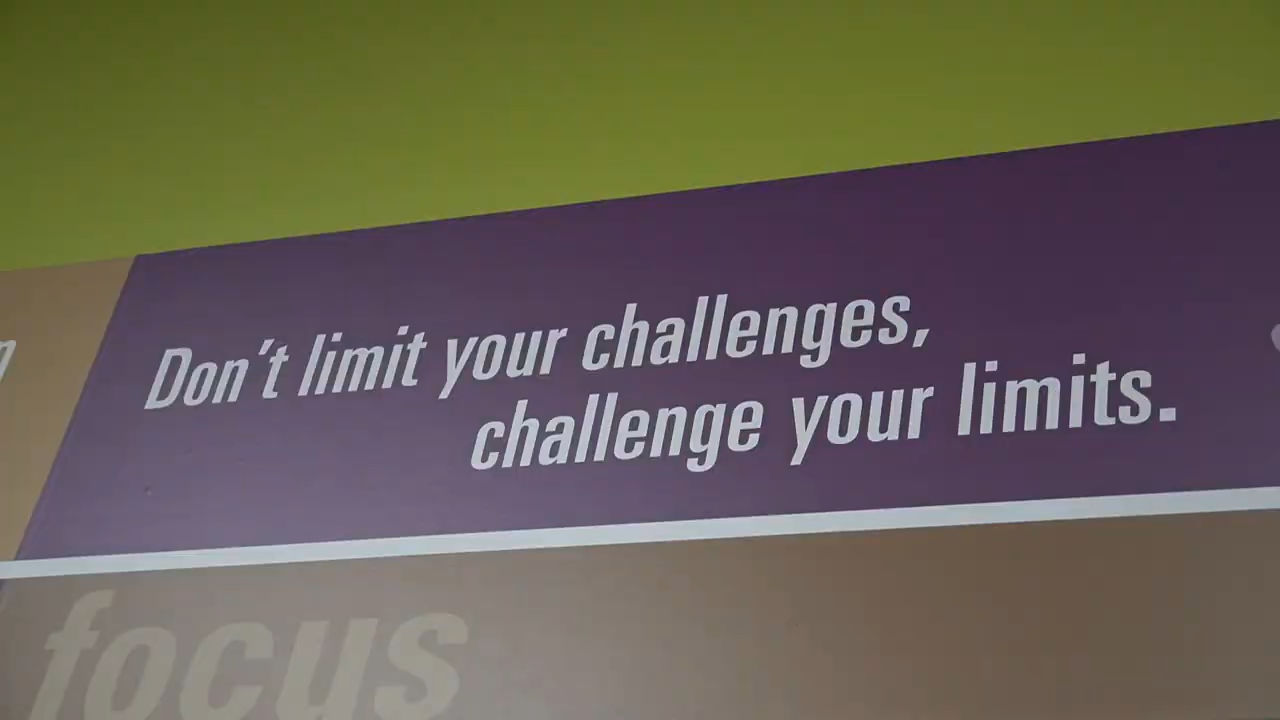 Don't limit your challenges,
challenge your limits.
focus